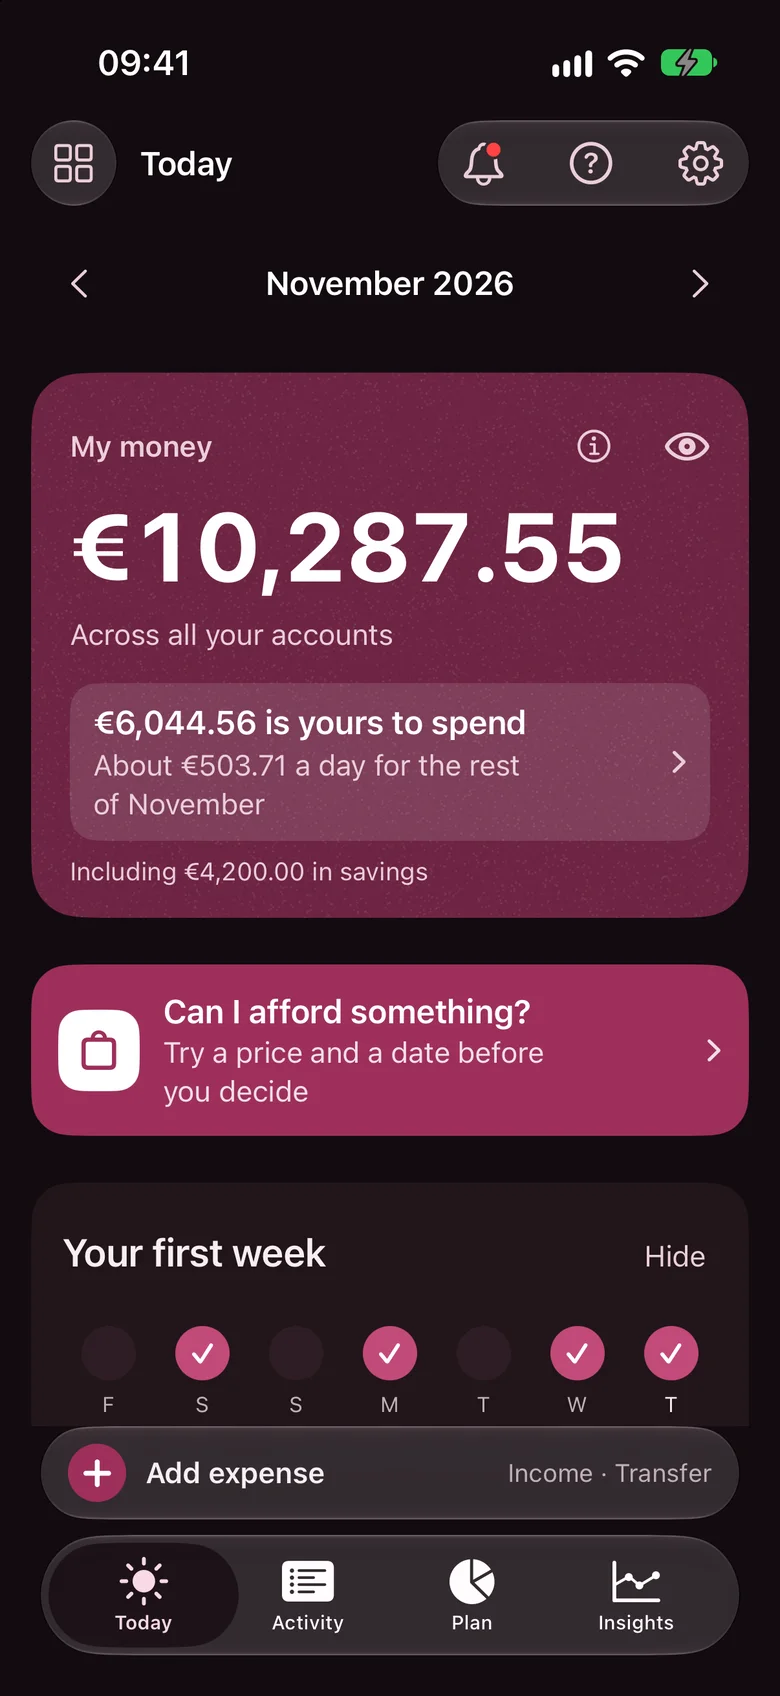 09:41
Today
November 2026
My money
€10,287.55
Across all your accounts
€6,044.56 is yours to spend
About €503.71 a day for the rest
of November
Including €4,200.00 in savings
Can I afford something?
Try a price and a date before
you decide
Your first week
Hide
F S S M T W T
Add expense
Income · Transfer
Today
Activity
Plan
Insights